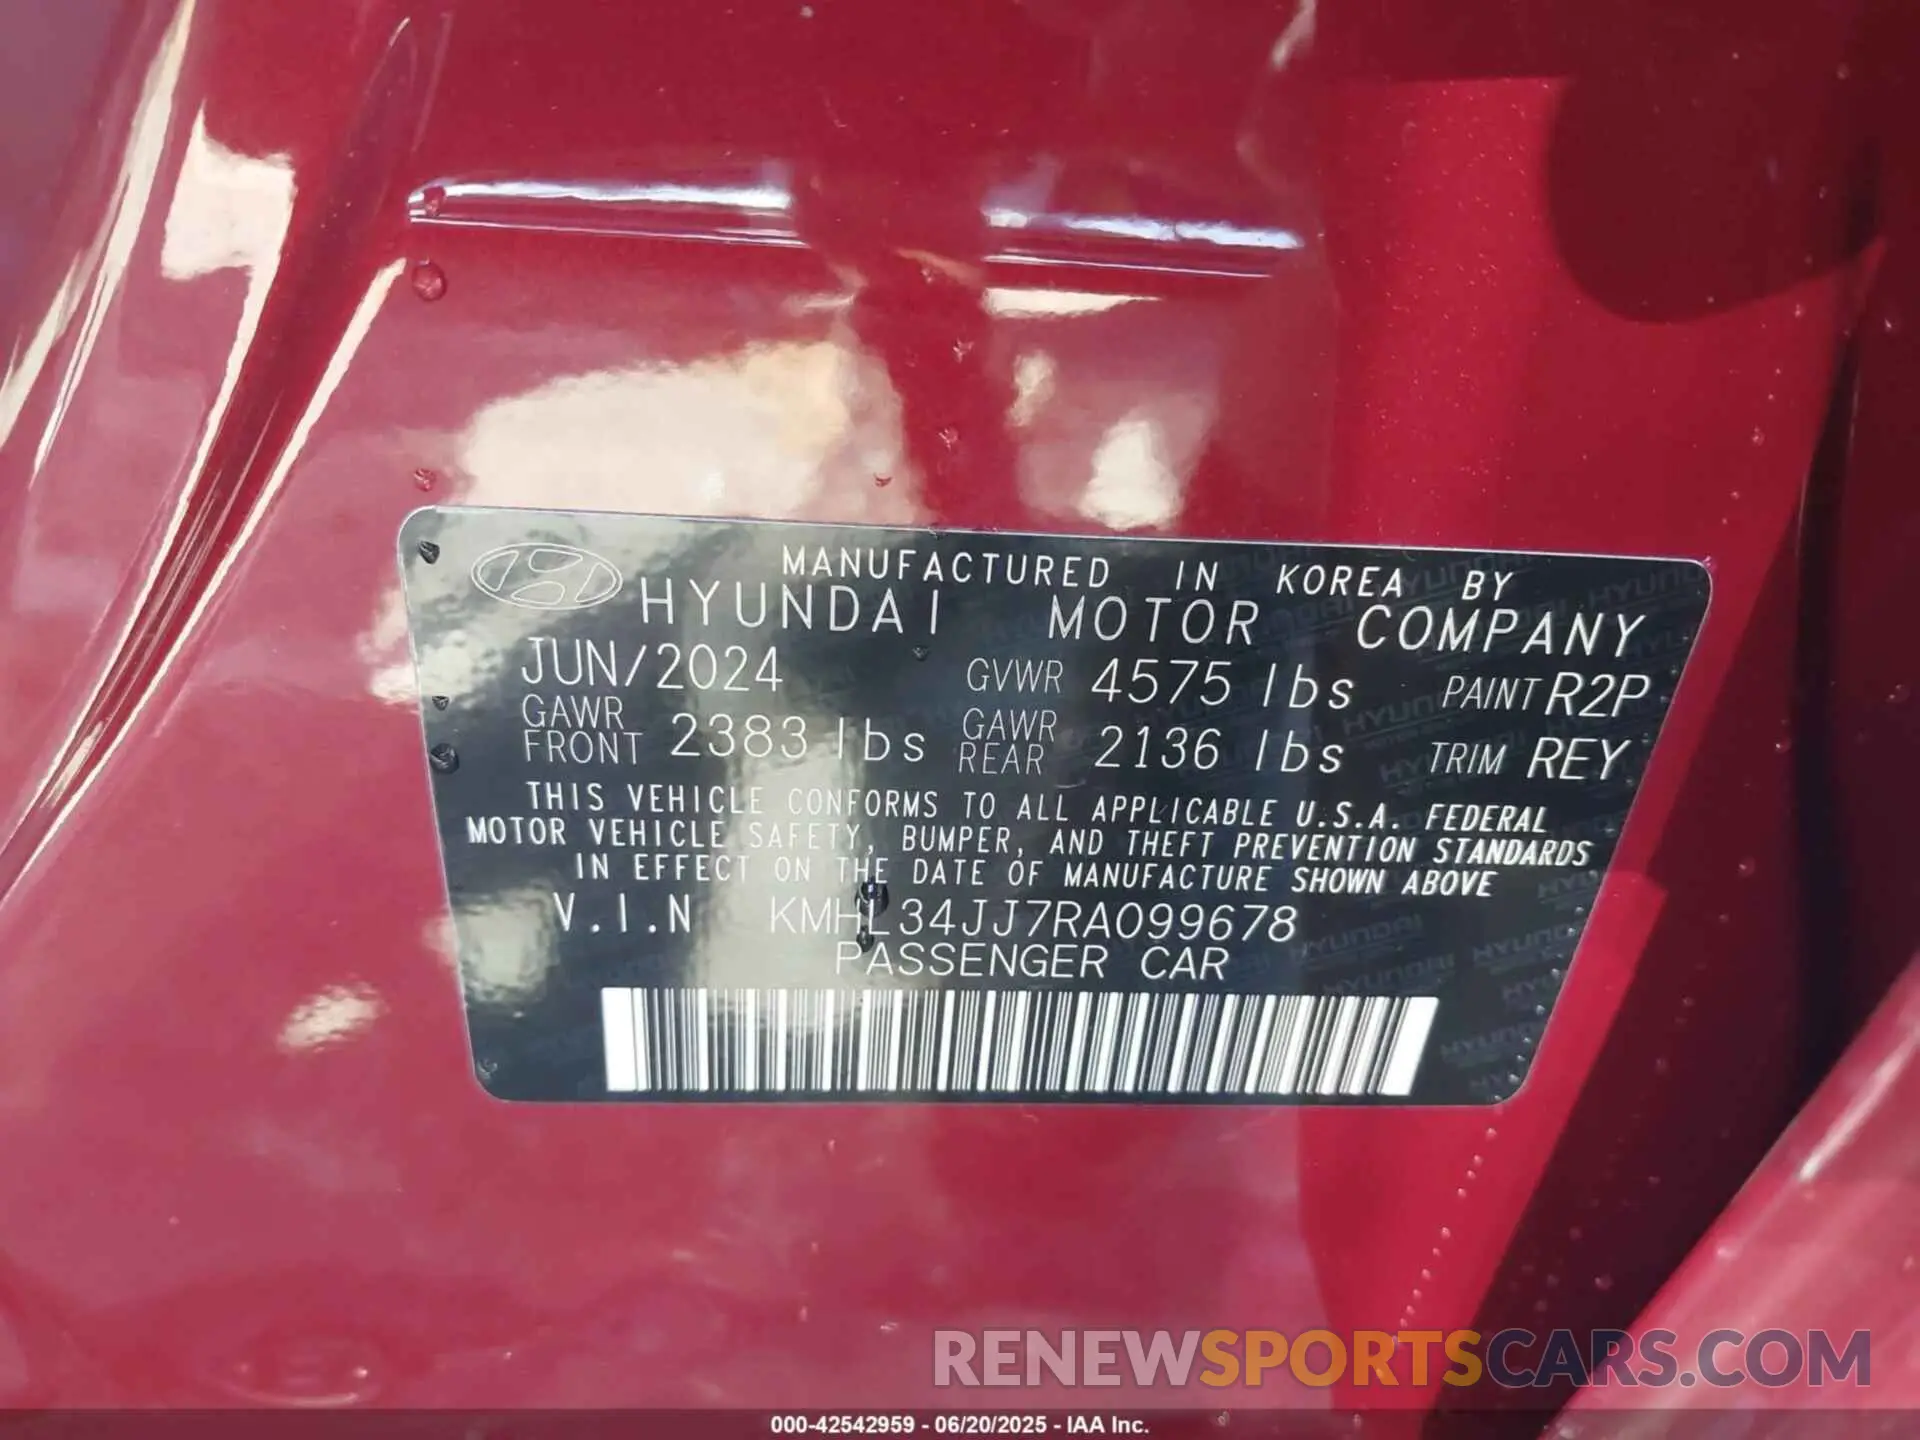 MANUFACTURED IN KOREA BY
HYUNDAI MOTOR COMPANY
JUN/2024 GVWR 4575 lbs PAINT R2P
GAWR FRONT 2383 lbs GAWR REAR 2136 lbs TRIM REY
THIS VEHICLE CONFORMS TO ALL APPLICABLE U.S.A. FEDERAL
MOTOR VEHICLE SAFETY, BUMPER, AND THEFT PREVENTION STANDARDS
IN EFFECT ON THE DATE OF MANUFACTURE SHOWN ABOVE
V.I.N KMHL34JJ7RA099678
PASSENGER CAR
RENEWSPORTSCARS.COM
000-42542959 - 06/20/2025 - IAA Inc.